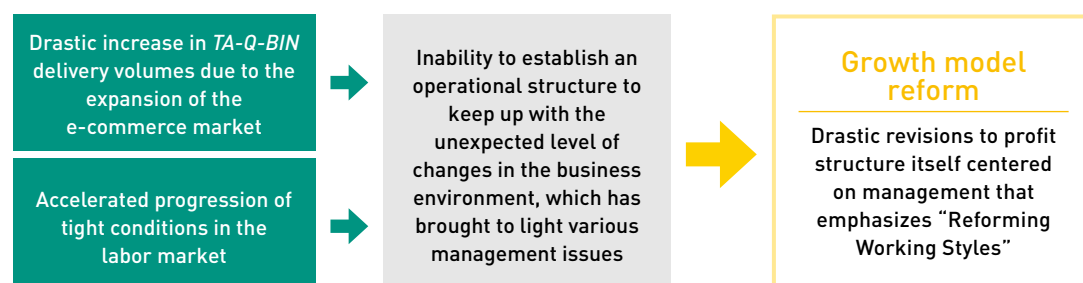 Drastic increase in TA-Q-BIN
delivery volumes due to the
expansion of the
e-commerce market
Accelerated progression of
tight conditions in the
labor market
Inability to establish an
operational structure to
keep up with the
unexpected level of
changes in the business
environment, which has
brought to light various
management issues
Growth model
reform
Drastic revisions to profit
structure itself centered
on management that
emphasizes “Reforming
Working Styles”